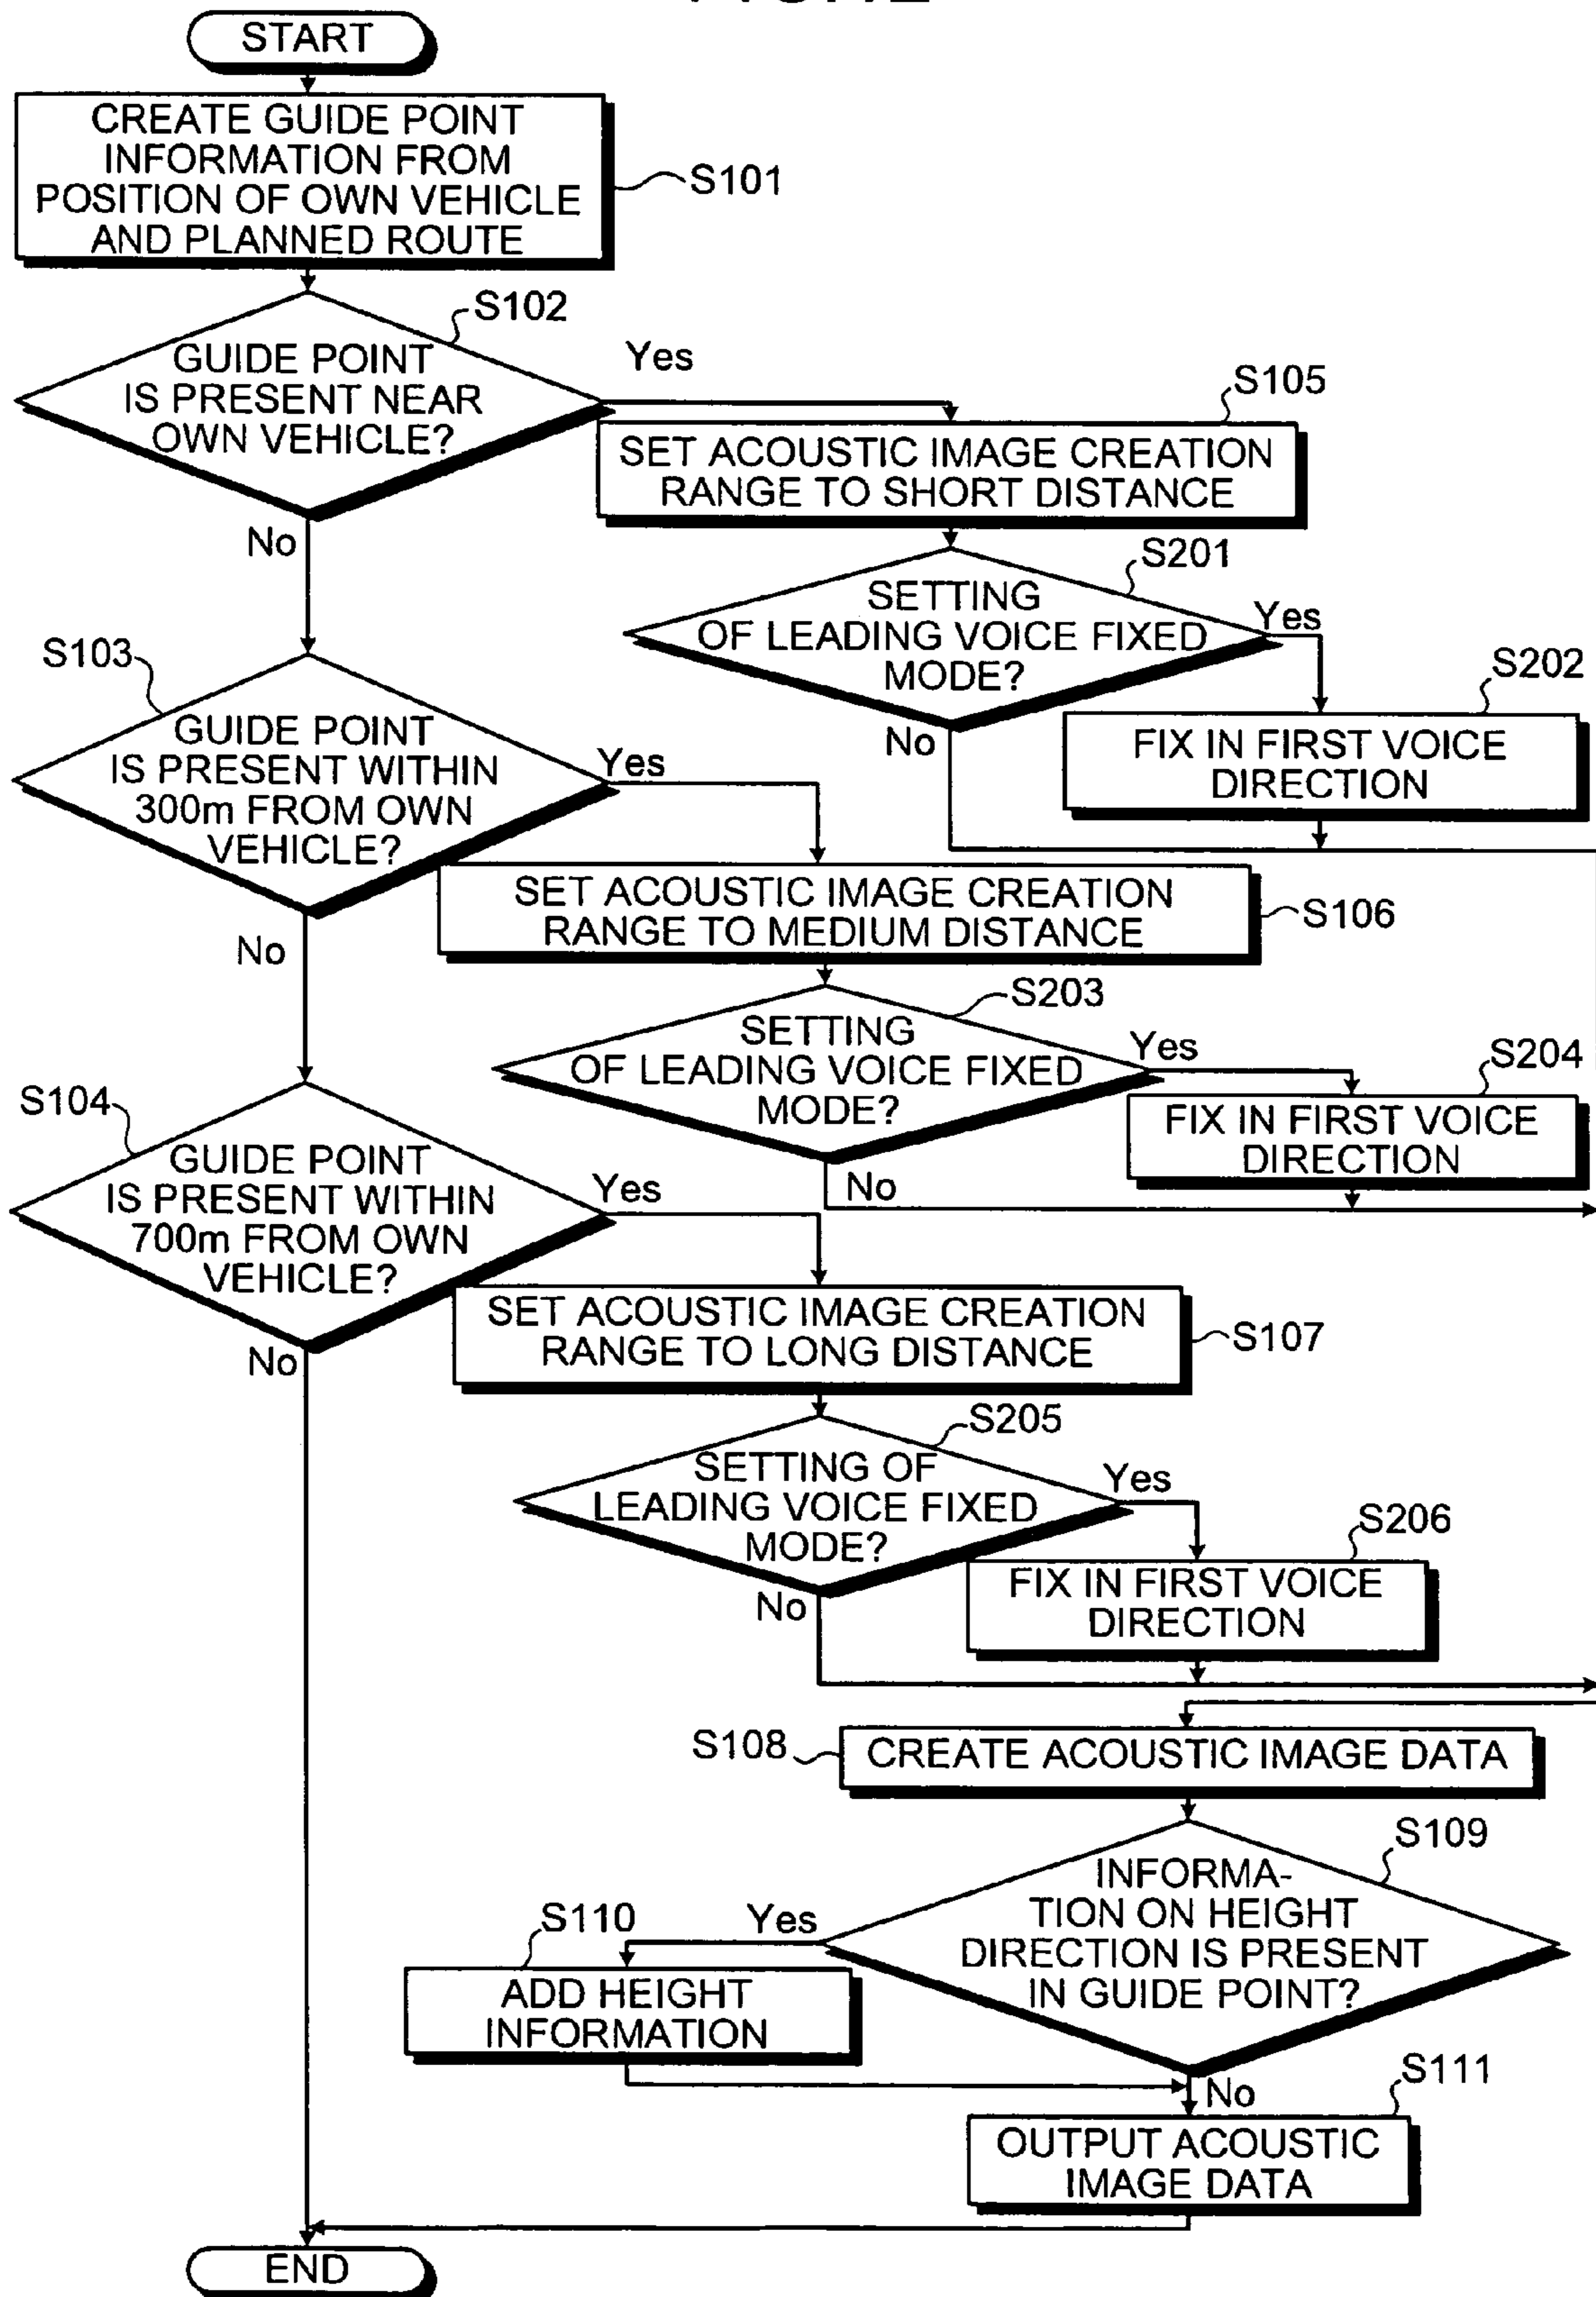 START
CREATE GUIDE POINT
INFORMATION FROM
POSITION OF OWN VEHICLE
AND PLANNED ROUTE
S101
S102
GUIDE POINT
IS PRESENT NEAR
OWN VEHICLE?
Yes
No
S105
SET ACOUSTIC IMAGE CREATION
RANGE TO SHORT DISTANCE
S201
SETTING
OF LEADING VOICE FIXED
MODE?
Yes
No
S202
FIX IN FIRST VOICE
DIRECTION
S103
GUIDE POINT
IS PRESENT WITHIN
300m FROM OWN
VEHICLE?
Yes
No
SET ACOUSTIC IMAGE CREATION
RANGE TO MEDIUM DISTANCE
S106
S203
SETTING
OF LEADING VOICE FIXED
MODE?
Yes
No
S204
FIX IN FIRST VOICE
DIRECTION
S104
GUIDE POINT
IS PRESENT WITHIN
700m FROM OWN
VEHICLE?
Yes
No
SET ACOUSTIC IMAGE CREATION
RANGE TO LONG DISTANCE
S107
S205
SETTING OF
LEADING VOICE FIXED
MODE?
Yes
No
S206
FIX IN FIRST VOICE
DIRECTION
S108
CREATE ACOUSTIC IMAGE DATA
S109
INFORMA-
TION ON HEIGHT
DIRECTION IS PRESENT
IN GUIDE POINT?
Yes
No
S110
ADD HEIGHT
INFORMATION
S111
OUTPUT ACOUSTIC
IMAGE DATA
END